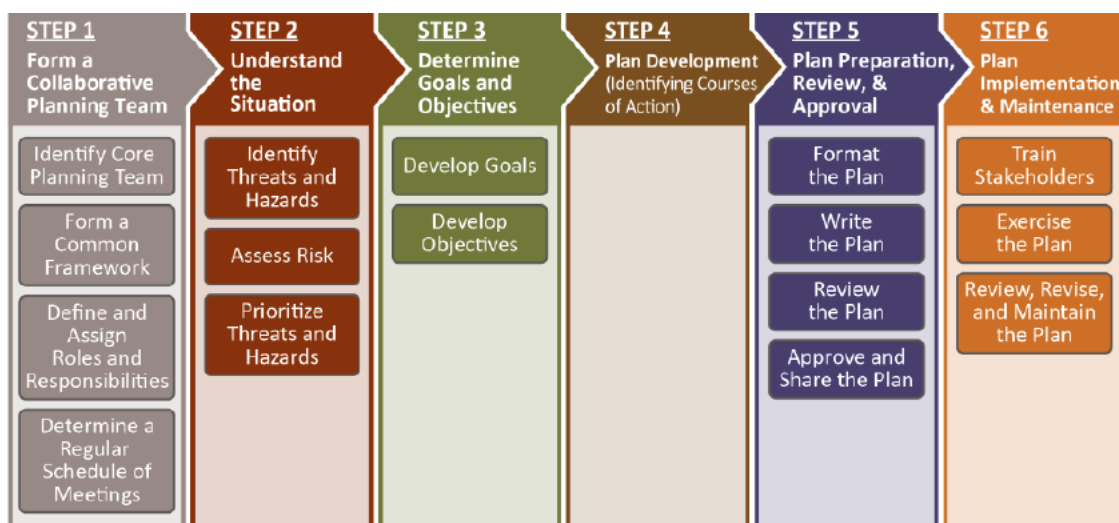 STEP 1
Form a
Collaborative
Planning Team
Identify Core
Planning Team
Form a
Common
Framework
Define and
Assign
Roles and
Responsibilities
Determine a
Regular
Schedule of
Meetings
STEP 2
Understand
the
Situation
Identify
Threats and
Hazards
Assess Risk
Prioritize
Threats and
Hazards
STEP 3
Determine
Goals and
Objectives
Develop Goals
Develop
Objectives
STEP 4
Plan Development
(Identifying Courses
of Action)
STEP 5
Plan Preparation,
Review, &
Approval
Format
the Plan
Write
the Plan
Review
the Plan
Approve and
Share the Plan
STEP 6
Plan
Implementation
& Maintenance
Train
Stakeholders
Exercise
the Plan
Review, Revise,
and Maintain
the Plan